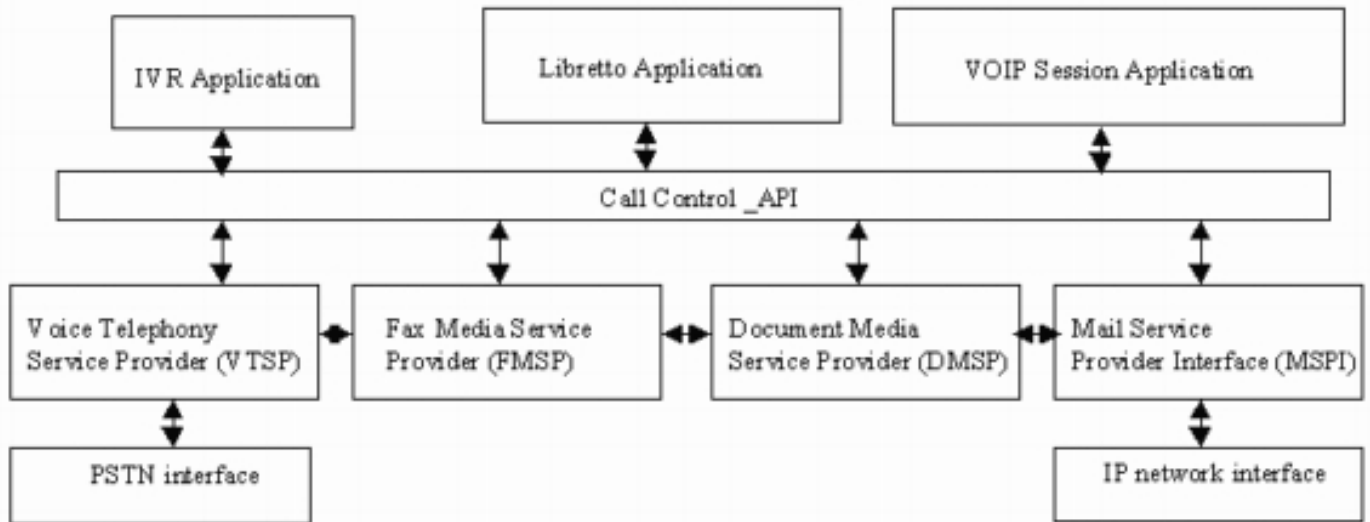 IVR Application
Libretto Application
VOIP Session Application
Call Control _API
Voice Telephony
Service Provider (VTSP)
Fax Media Service
Provider (FMSP)
Document Media
Service Provider (DMSP)
Mail Service
Provider Interface (MSPI)
PSTN interface
IP network interface